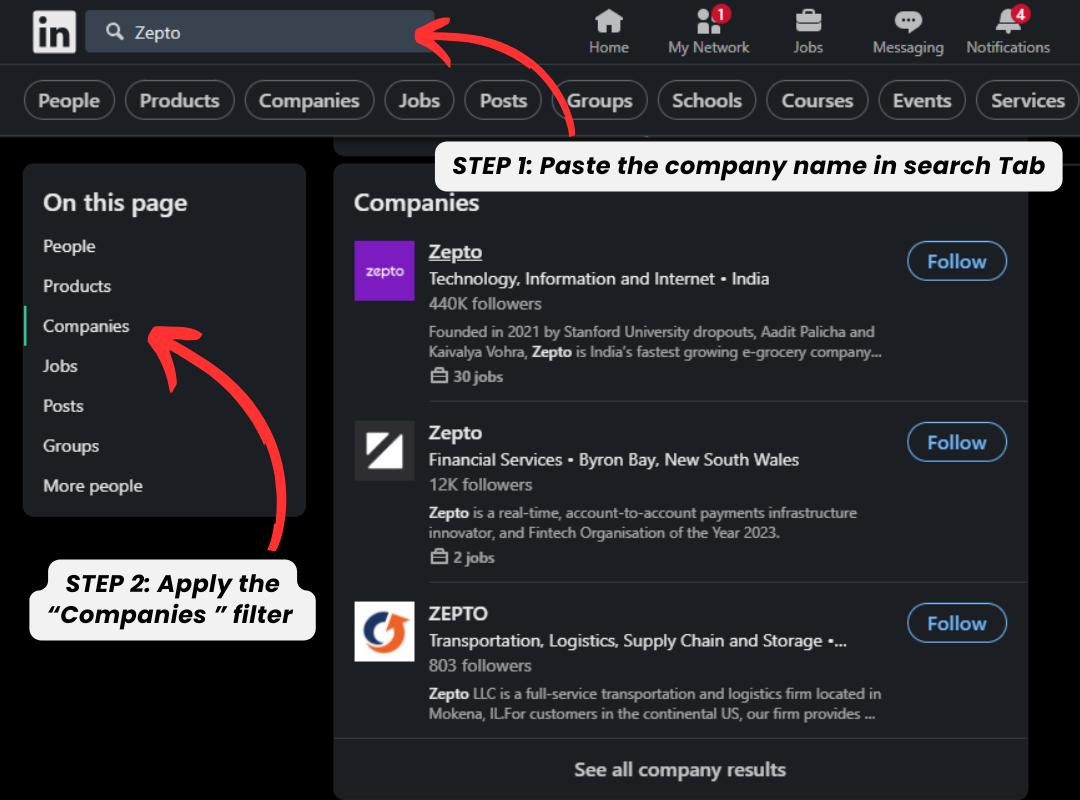 in
Zepto
1
4
Home
My Network
Jobs
Messaging
Notifications
People
Products
Companies
Jobs
Posts
Groups
Schools
Courses
Events
Services
STEP 1: Paste the company name in search Tab
On this page
People
Products
Companies
Jobs
Posts
Groups
More people
STEP 2: Apply the
“Companies ” filter
Companies
zepto
Zepto
Technology, Information and Internet • India
440K followers
Founded in 2021 by Stanford University dropouts, Aadit Palicha and
Kaivalya Vohra, Zepto is India's fastest growing e-grocery company...
30 jobs
Follow
Zepto
Financial Services • Byron Bay, New South Wales
12K followers
Zepto is a real-time, account-to-account payments infrastructure
innovator, and Fintech Organisation of the Year 2023.
2 jobs
Follow
ZEPTO
Transportation, Logistics, Supply Chain and Storage •...
803 followers
Zepto LLC is a full-service transportation and logistics firm located in
Mokena, IL.For customers in the continental US, our firm provides ...
Follow
See all company results